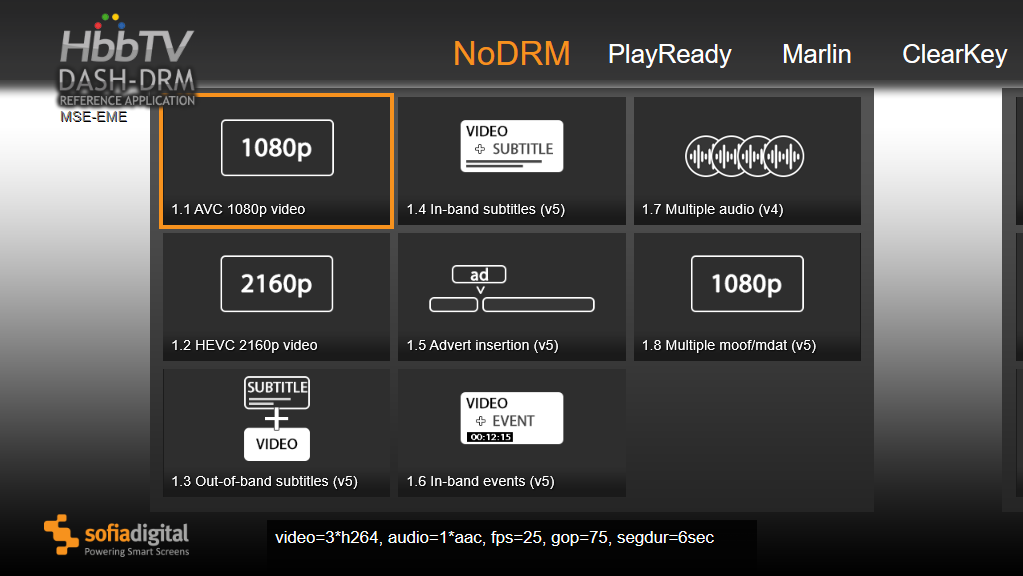 HbbTV
DASH-DRM
REFERENCE APPLICATION
MSE-EME
NoDRM PlayReady Marlin ClearKey
1080p
1.1 AVC 1080p video
VIDEO
SUBTITLE
1.4 In-band subtitles (v5)
1.7 Multiple audio (v4)
2160p
1.2 HEVC 2160p video
ad
1.5 Advert insertion (v5)
1080p
1.8 Multiple moof/mdat (v5)
SUBTITLE
VIDEO
1.3 Out-of-band subtitles (v5)
VIDEO
EVENT
00:12:15
1.6 In-band events (v5)
sofiadigital
Powering Smart Screens
video=3*h264, audio=1*aac, fps=25, gop=75, segdur=6sec